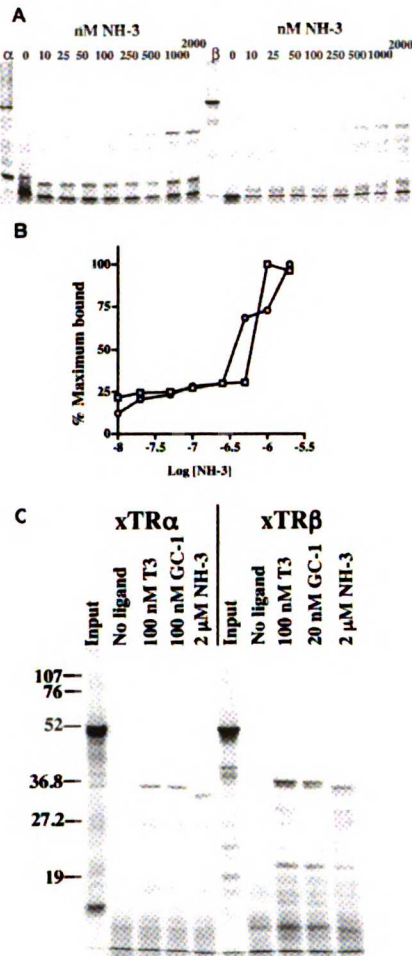 A
nM NH-3
nM NH-3
α 0 10 25 50 100 250 500 1000 2000
β 0 10 25 50 100 250 500 1000 2000
B
% Maximum bound
100
75
50
25
0
-8 -7.5 -7 -6.5 -6 -5.5
Log [NH-3]
C
xTRα
xTRβ
Input
No ligand
100 nM T3
100 nM GC-1
2 µM NH-3
Input
No ligand
100 nM T3
20 nM GC-1
2 µM NH-3
107
76
52
36.8
27.2
19